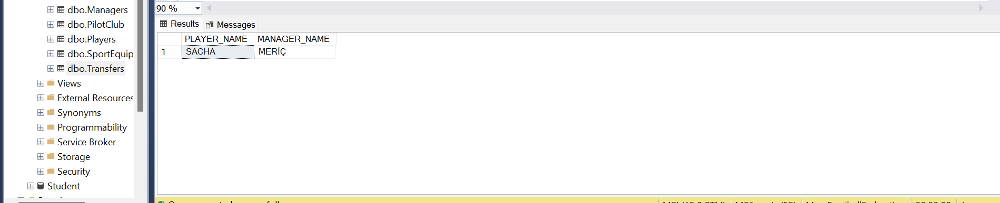 dbo.Managers
dbo.PilotClub
dbo.Players
dbo.SportEquip
dbo.Transfers
Views
External Resources
Synonyms
Programmability
Service Broker
Storage
Security
Student
90 %
Results Messages
PLAYER_NAME MANAGER_NAME
1 SACHA MERİÇ